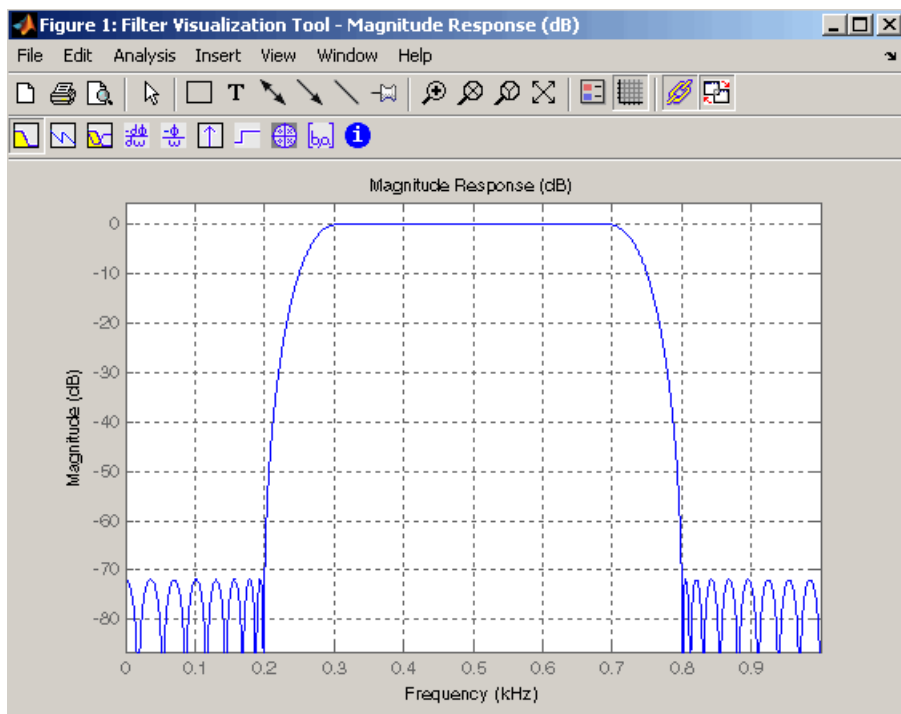 Figure 1: Filter Visualization Tool - Magnitude Response (dB)
File Edit Analysis Insert View Window Help
T
-dϕ
dω
-ϕ
ω
[b,a]
i
Magnitude Response (dB)
0
-10
-20
-30
-40
-50
-60
-70
-80
Magnitude (dB)
0 0.1 0.2 0.3 0.4 0.5 0.6 0.7 0.8 0.9
Frequency (kHz)